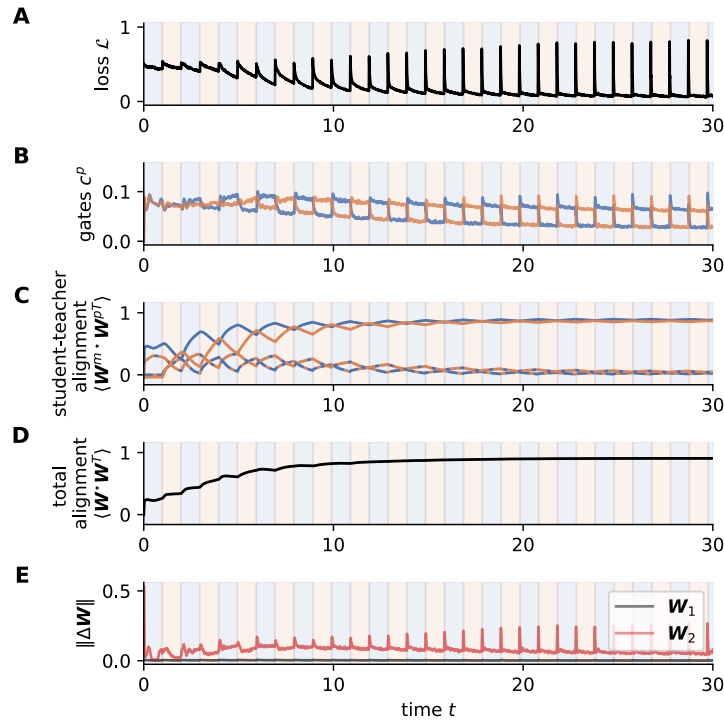 A
loss ℒ
1
0
0
10
20
30
B
gates c^p
0.1
0.0
0
10
20
30
C
student-teacher
alignment
⟨W^{m⋆}W^{pT}⟩
1
0
0
10
20
30
D
total
alignment
⟨W^⋆W^T⟩
1
0
0
10
20
30
E
‖ΔW‖
0.5
0.0
W₁
W₂
0
10
20
30
time t